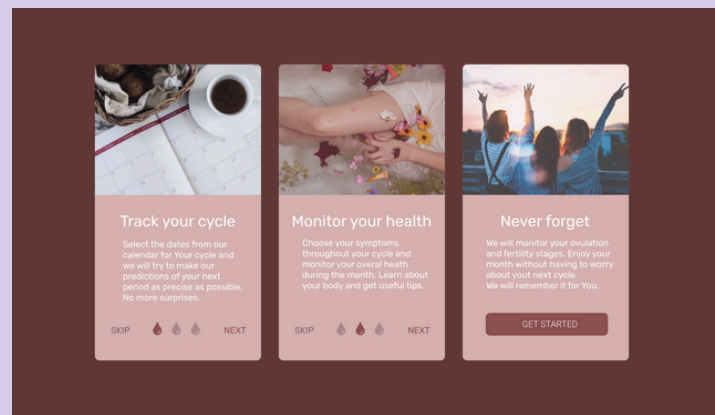 Track your cycle
Select the dates from our
calendar for Your cycle and
we will try to make our
predictions of your next
period as precise as possible.
No more surprises.
SKIP
NEXT
Monitor your health
Choose your symptoms
throughout your cycle and
monitor your overal heath
during the month. Learn about
your body and get useful tips.
SKIP
NEXT
Never forget
We will monitor your ovulation
and fertility stages. Enjoy your
month without having to worry
about yout next cycle.
We will remember it for You.
GET STARTED